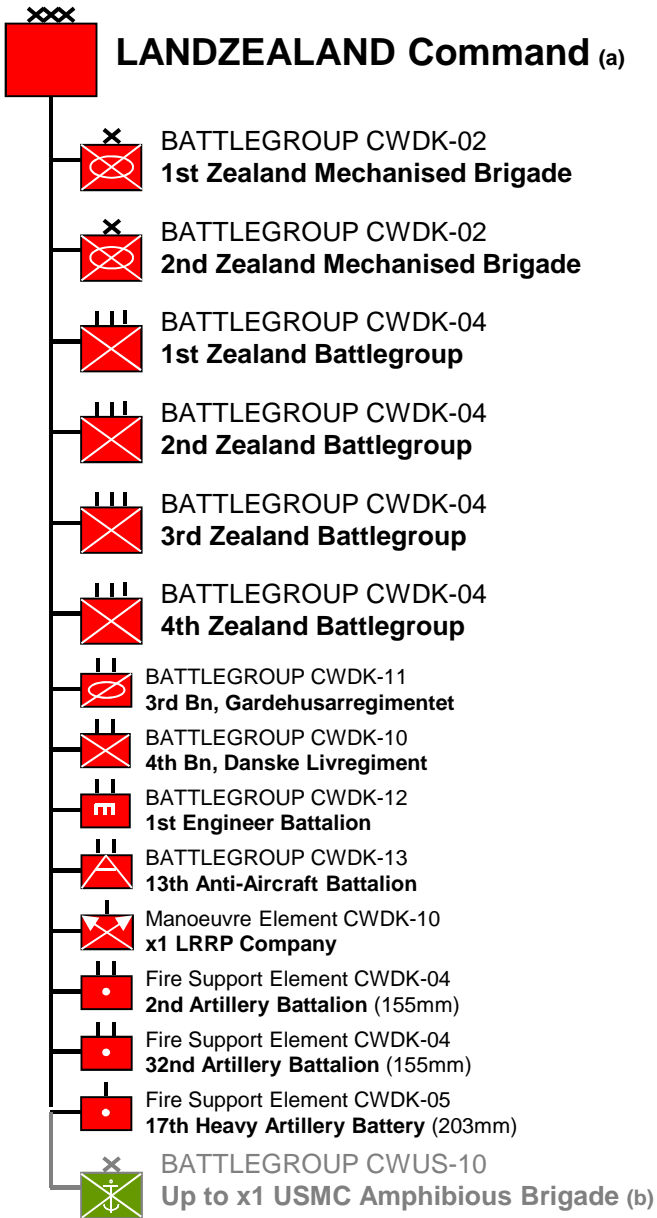 LANDZEALAND Command (a)
BATTLEGROUP CWDK-02
1st Zealand Mechanised Brigade
BATTLEGROUP CWDK-02
2nd Zealand Mechanised Brigade
BATTLEGROUP CWDK-04
1st Zealand Battlegroup
BATTLEGROUP CWDK-04
2nd Zealand Battlegroup
BATTLEGROUP CWDK-04
3rd Zealand Battlegroup
BATTLEGROUP CWDK-04
4th Zealand Battlegroup
BATTLEGROUP CWDK-11
3rd Bn, Gardehusarregimentet
BATTLEGROUP CWDK-10
4th Bn, Danske Livregiment
BATTLEGROUP CWDK-12
1st Engineer Battalion
BATTLEGROUP CWDK-13
13th Anti-Aircraft Battalion
Manoeuvre Element CWDK-10
x1 LRRP Company
Fire Support Element CWDK-04
2nd Artillery Battalion (155mm)
Fire Support Element CWDK-04
32nd Artillery Battalion (155mm)
Fire Support Element CWDK-05
17th Heavy Artillery Battery (203mm)
BATTLEGROUP CWUS-10
Up to x1 USMC Amphibious Brigade (b)